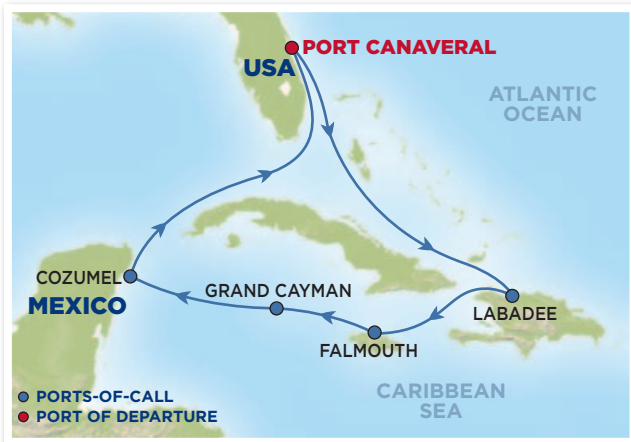 PORT CANAVERAL
USA
ATLANTIC
OCEAN
COZUMEL
MEXICO
GRAND CAYMAN
LABADEE
FALMOUTH
CARIBBEAN
SEA
PORTS-OF-CALL
PORT OF DEPARTURE